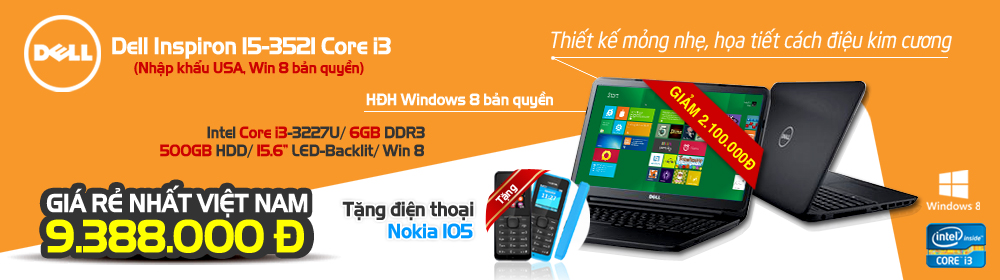 DELL
Dell Inspiron 15-3521 Core i3
(Nhập khẩu USA, Win 8 bản quyền)
Thiết kế mỏng nhẹ, họa tiết cách điệu kim cương
HĐH Windows 8 bản quyền
Intel Core i3-3227U/ 6GB DDR3
500GB HDD/ 15.6" LED-Backlit/ Win 8
GIẢM 2.100.000Đ
GIÁ RẺ NHẤT VIỆT NAM
9.388.000 Đ
Tặng điện thoại
Nokia 105
Tặng
DELL
DELL
Windows 8
intel inside
CORE i3